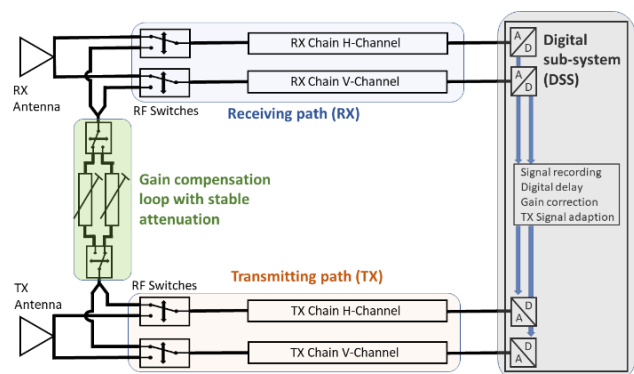 RX Chain H-Channel
A
D
Digital
sub-system
(DSS)
RX
Antenna
RX Chain V-Channel
A
D
RF Switches
Receiving path (RX)
Gain compensation
loop with stable
attenuation
Signal recording
Digital delay
Gain correction
TX Signal adaption
TX
Antenna
RF Switches
Transmitting path (TX)
TX Chain H-Channel
D
A
TX Chain V-Channel
D
A